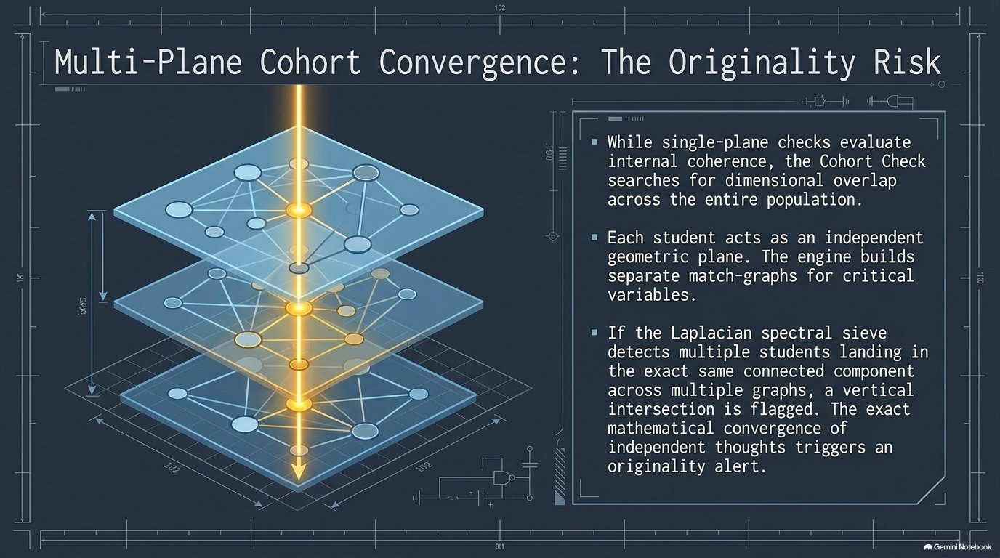 102
Multi-Plane Cohort Convergence: The Originality Risk
While single-plane checks evaluate
internal coherence, the Cohort Check
searches for dimensional overlap
across the entire population.
Each student acts as an independent
geometric plane. The engine builds
separate match-graphs for critical
variables.
If the Laplacian spectral sieve
detects multiple students landing in
the exact same connected component
across multiple graphs, a vertical
intersection is flagged. The exact
mathematical convergence of
independent thoughts triggers an
originality alert.
102
102
001
Gemini Notebook